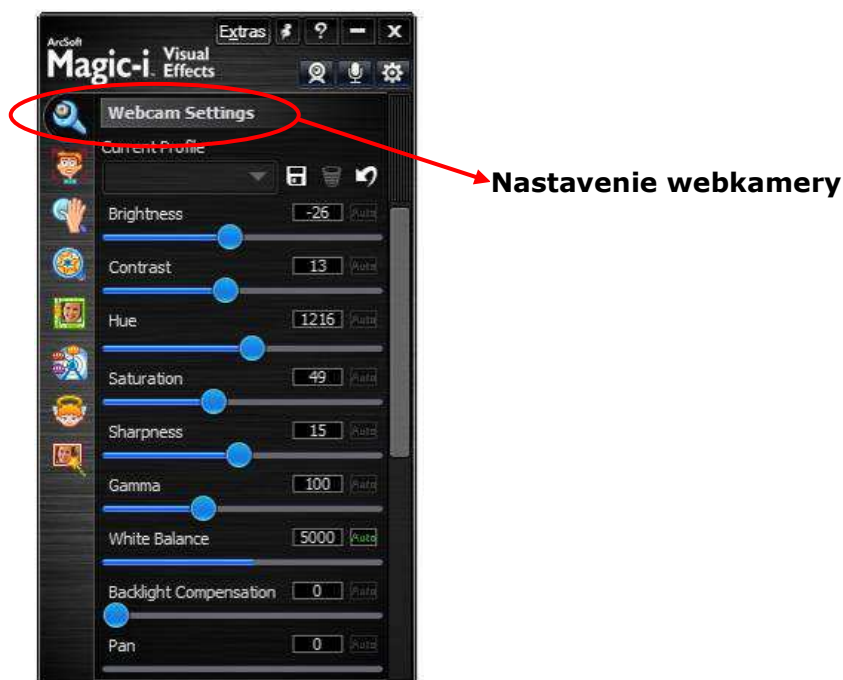 Extras ? X
ArcSoft
Magic-i Visual Effects
Webcam Settings
Current Profile
Brightness -26 Auto
Contrast 13 Auto
Hue 1216 Auto
Saturation 49 Auto
Sharpness 15 Auto
Gamma 100 Auto
White Balance 5000 Auto
Backlight Compensation 0 Auto
Pan 0 Auto
Nastavenie webkamery